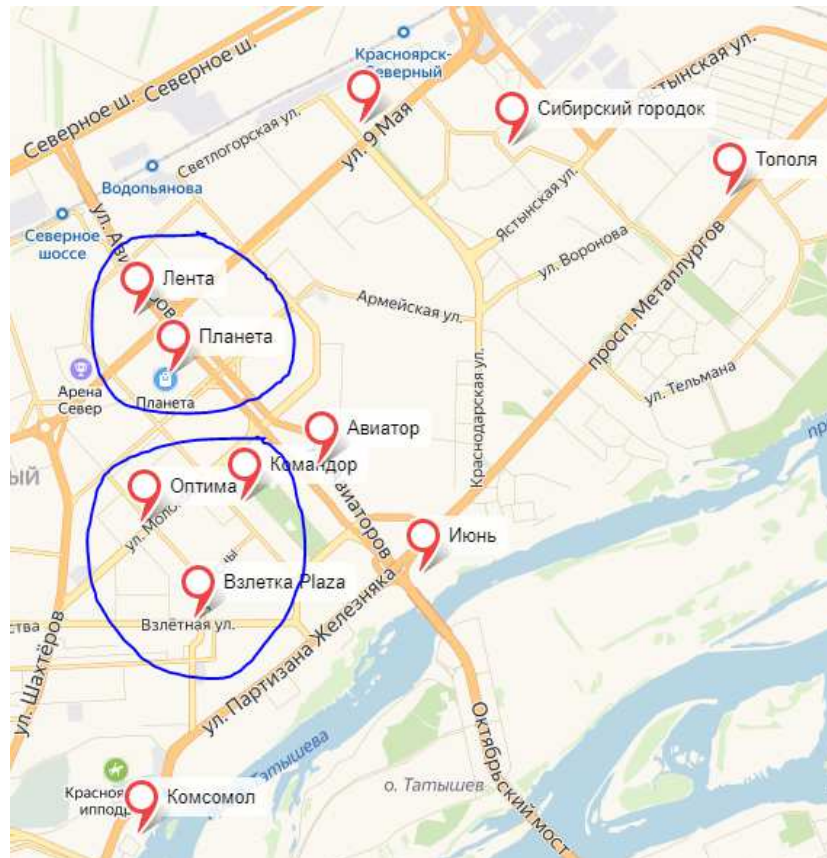 Северное ш.
Северное ш.
Красноярск-
Северный
ул. 9 Мая
Светлогорская ул.
Водопьянова
Северное
шоссе
Сибирский городок
Тополя
Ястынская ул.
ул. Воронова
просп. Металлургов
Армейская ул.
Лента
Планета
Арена
Север
Планета
ул. Тельмана
Краснодарская ул.
Авиатор
Командор
Оптима
Июнь
Взлетка Plaza
Взлётная ул.
ул. Шахтёров
ул. Партизана Железняка
Октябрьский мост
о. Татышев
Комсомол